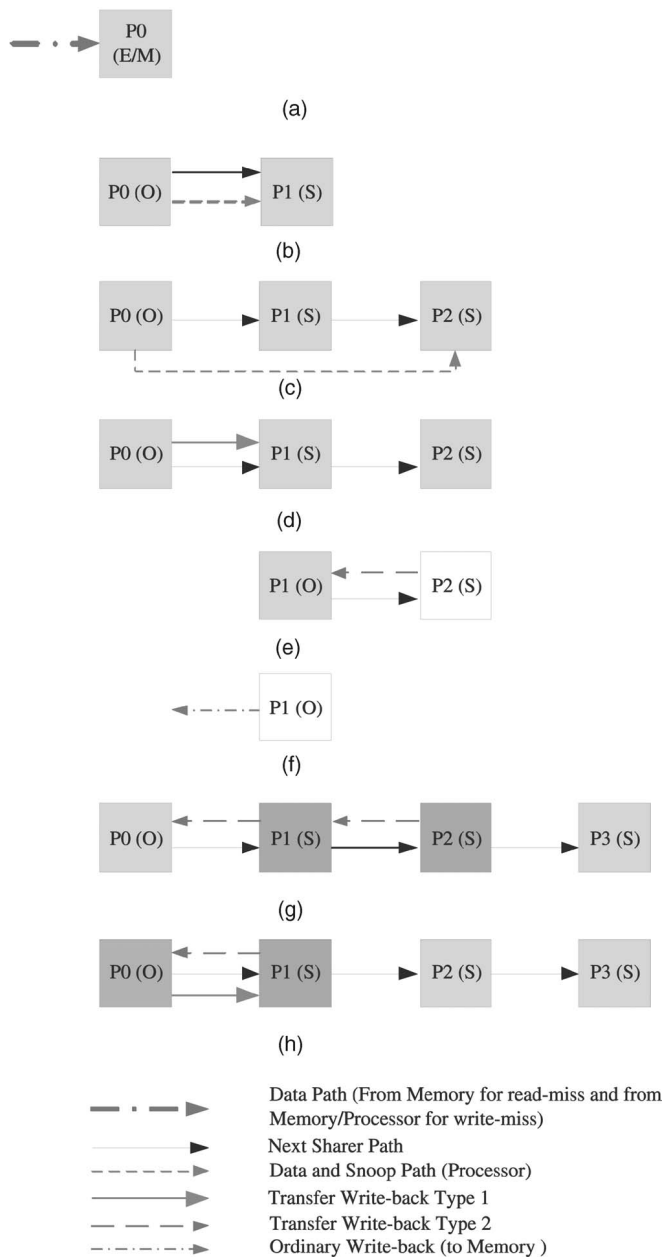 P0
(E/M)
(a)
P0 (O) P1 (S)
(b)
P0 (O) P1 (S) P2 (S)
(c)
P0 (O) P1 (S) P2 (S)
(d)
P1 (O) P2 (S)
(e)
P1 (O)
(f)
P0 (O) P1 (S) P2 (S) P3 (S)
(g)
P0 (O) P1 (S) P2 (S) P3 (S)
(h)
Data Path (From Memory for read-miss and from
Memory/Processor for write-miss)
Next Sharer Path
Data and Snoop Path (Processor)
Transfer Write-back Type 1
Transfer Write-back Type 2
Ordinary Write-back (to Memory )